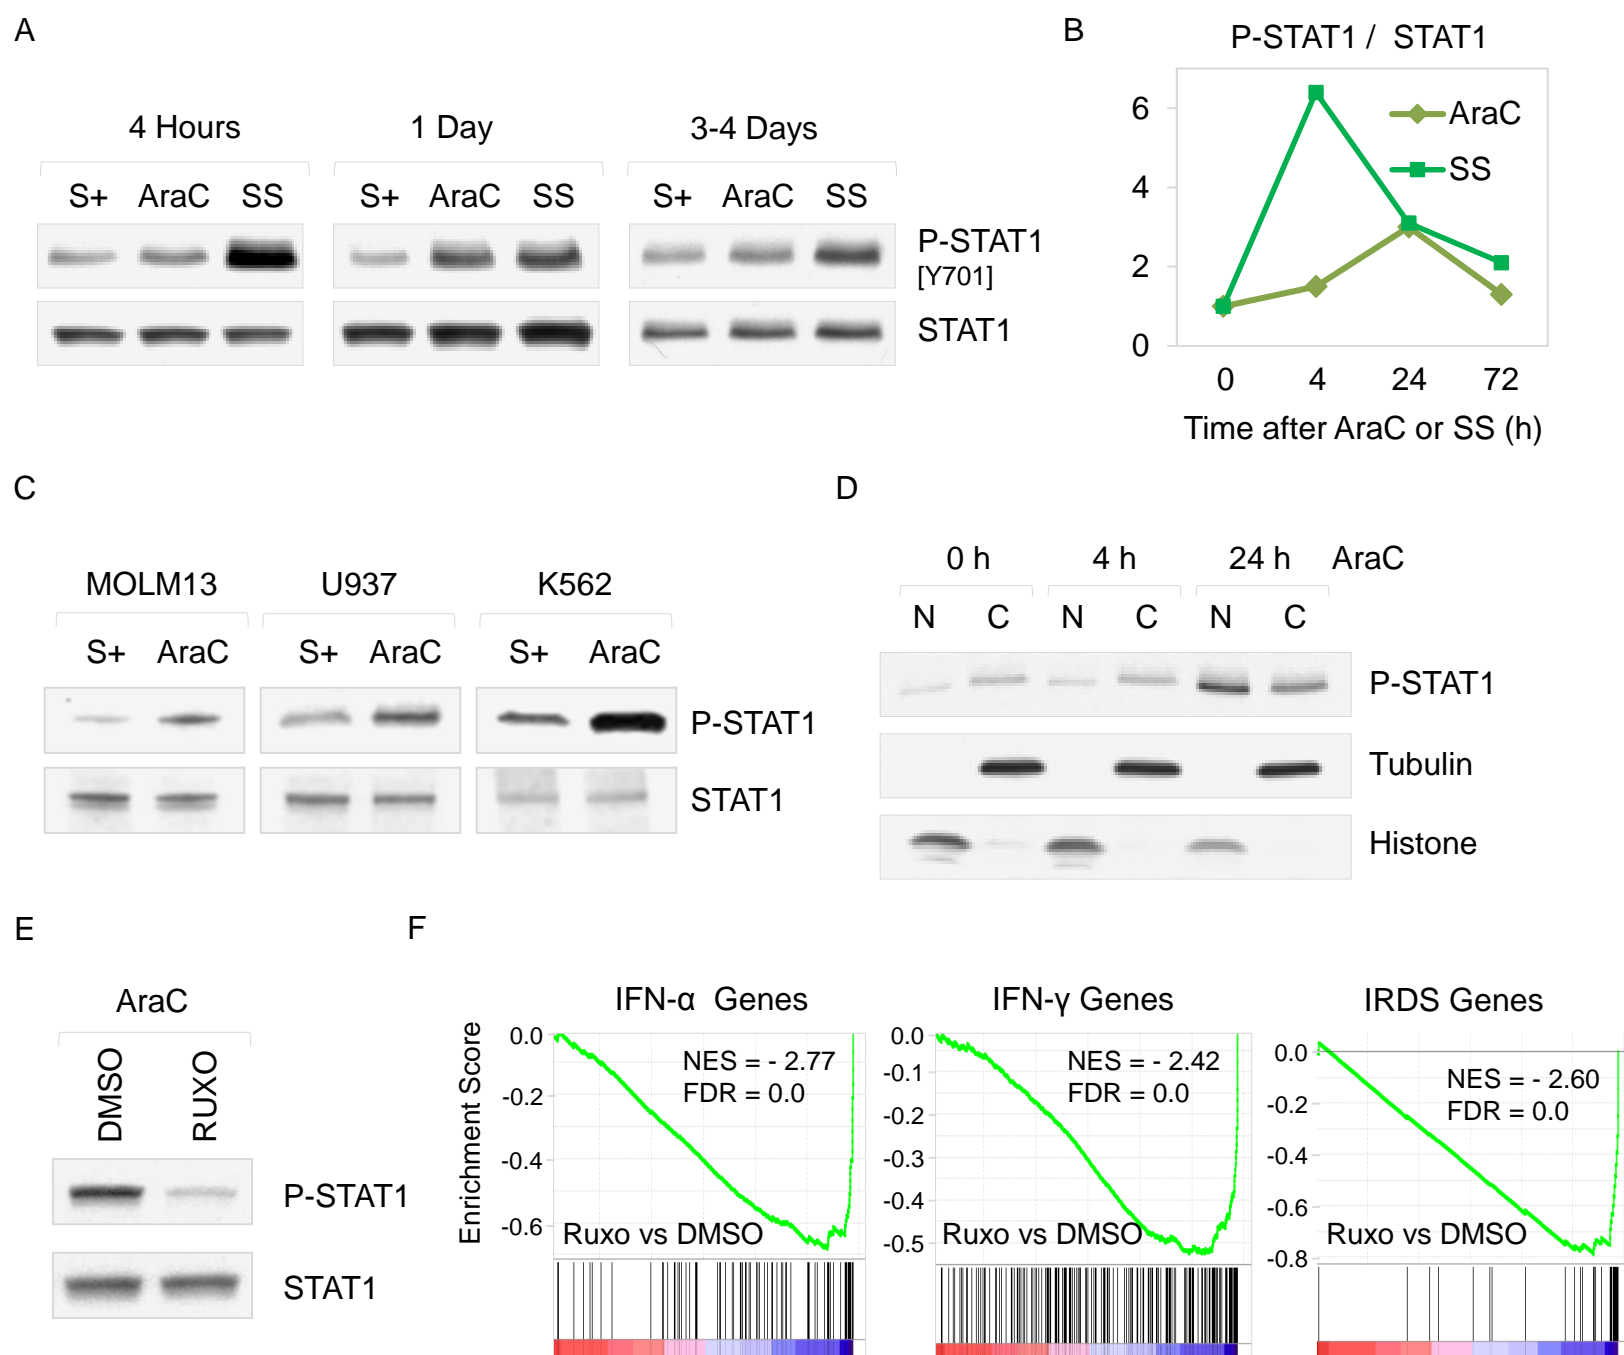 A
4 Hours 1 Day 3-4 Days
S+ AraC SS S+ AraC SS S+ AraC SS
P-STAT1
[Y701]
STAT1
B
P-STAT1 / STAT1
6
4
2
0
AraC
SS
0 4 24 72
Time after AraC or SS (h)
C
MOLM13 U937 K562
S+ AraC S+ AraC S+ AraC
P-STAT1
STAT1
D
0 h 4 h 24 h AraC
N C N C N C
P-STAT1
Tubulin
Histone
E
AraC
DMSO RUXO
P-STAT1
STAT1
F
Enrichment Score
IFN-α Genes
0.0
-0.2
-0.4
-0.6
NES = - 2.77
FDR = 0.0
Ruxo vs DMSO
IFN-γ Genes
0.0
-0.1
-0.2
-0.3
-0.4
-0.5
NES = - 2.42
FDR = 0.0
Ruxo vs DMSO
IRDS Genes
0.0
-0.2
-0.4
-0.6
-0.8
NES = - 2.60
FDR = 0.0
Ruxo vs DMSO